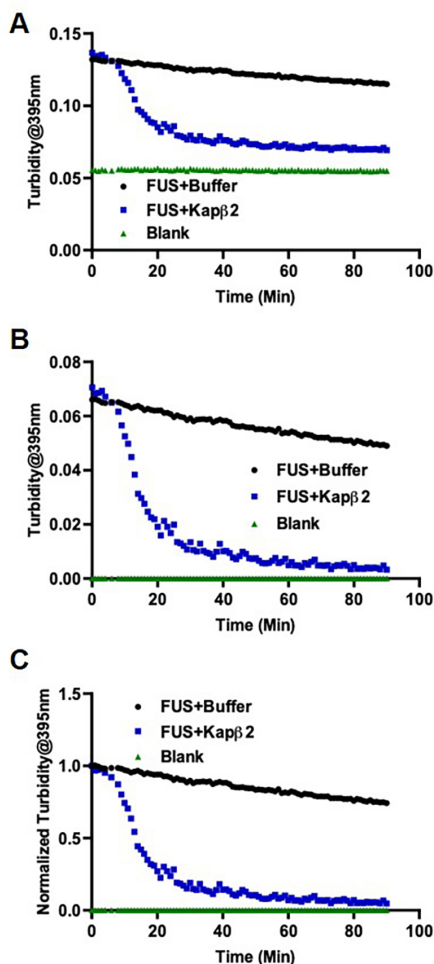 A
Turbidity@395nm
0.15
0.10
0.05
0.00
FUS+Buffer
FUS+Kapβ2
Blank
0
20
40
60
80
100
Time (Min)
B
Turbidity@395nm
0.08
0.06
0.04
0.02
0.00
FUS+Buffer
FUS+Kapβ2
Blank
0
20
40
60
80
100
Time (Min)
C
Normalized Turbidity@395nm
1.5
1.0
0.5
0.0
FUS+Buffer
FUS+Kapβ2
Blank
0
20
40
60
80
100
Time (Min)